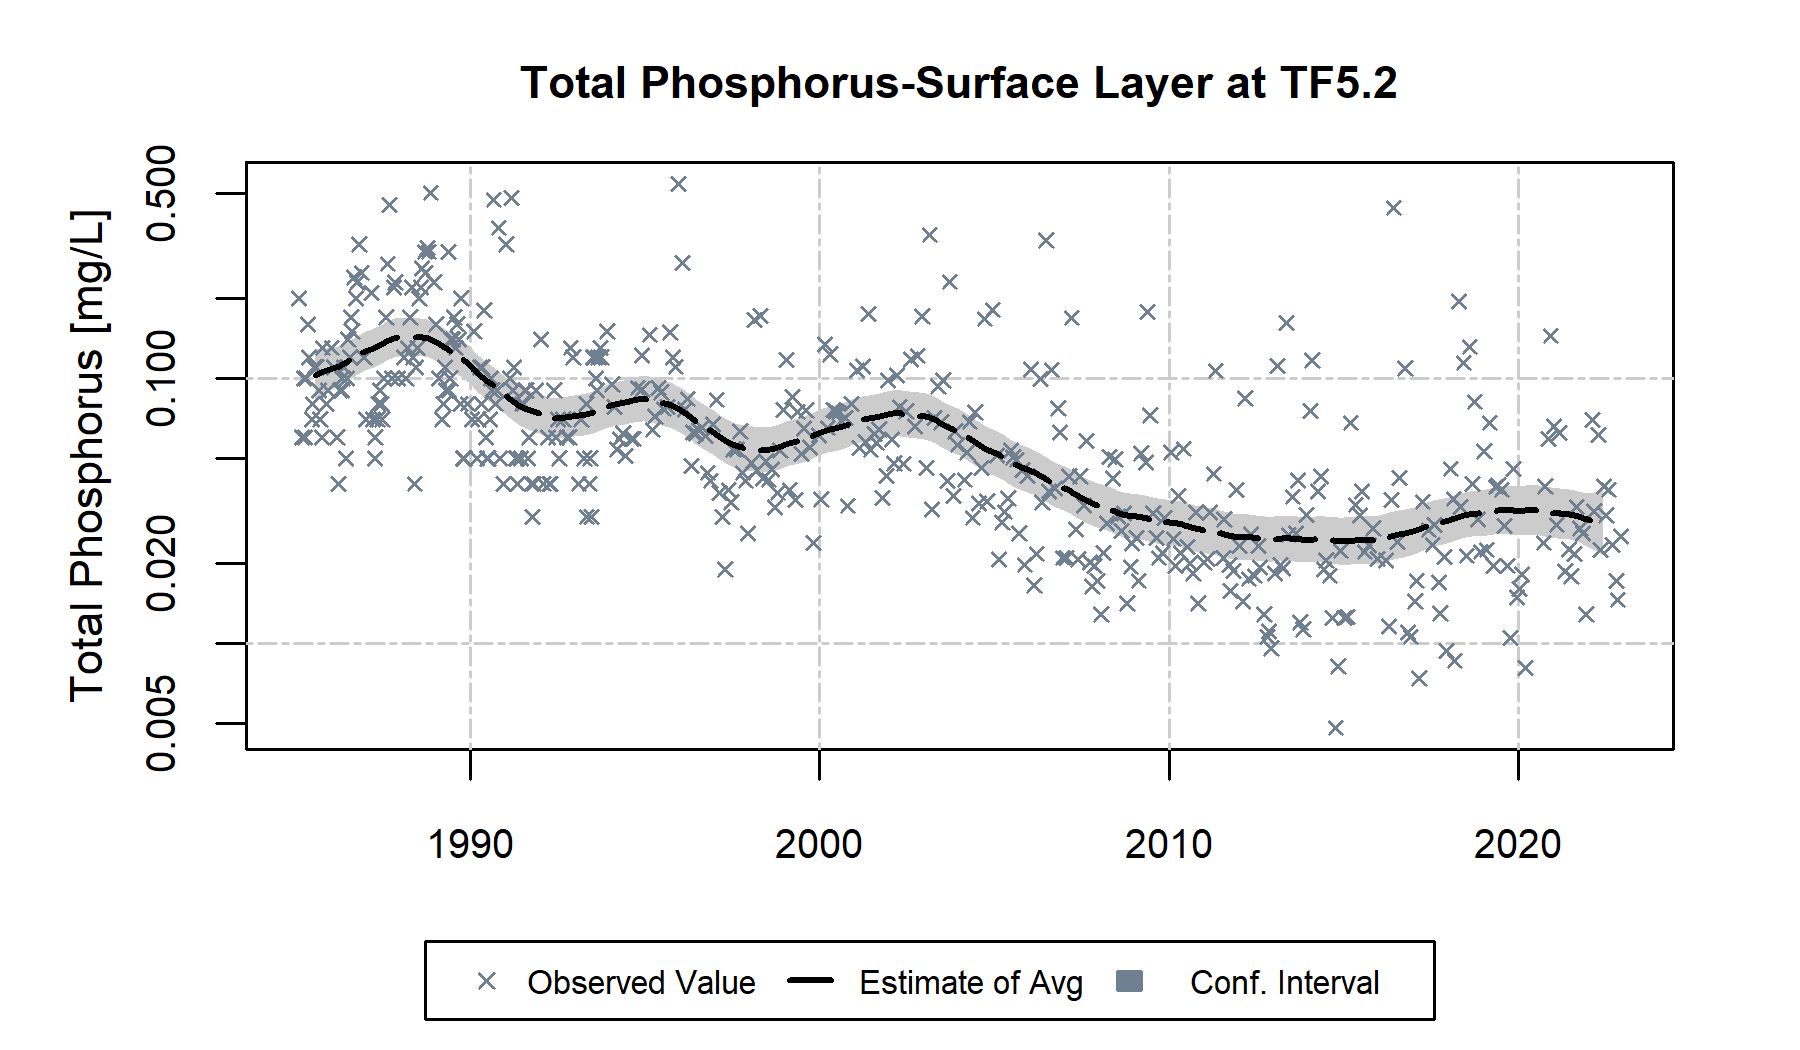 Total Phosphorus-Surface Layer at TF5.2
Total Phosphorus [mg/L]
0.500
0.100
0.020
0.005
1990 2000 2010 2020
Observed Value Estimate of Avg Conf. Interval